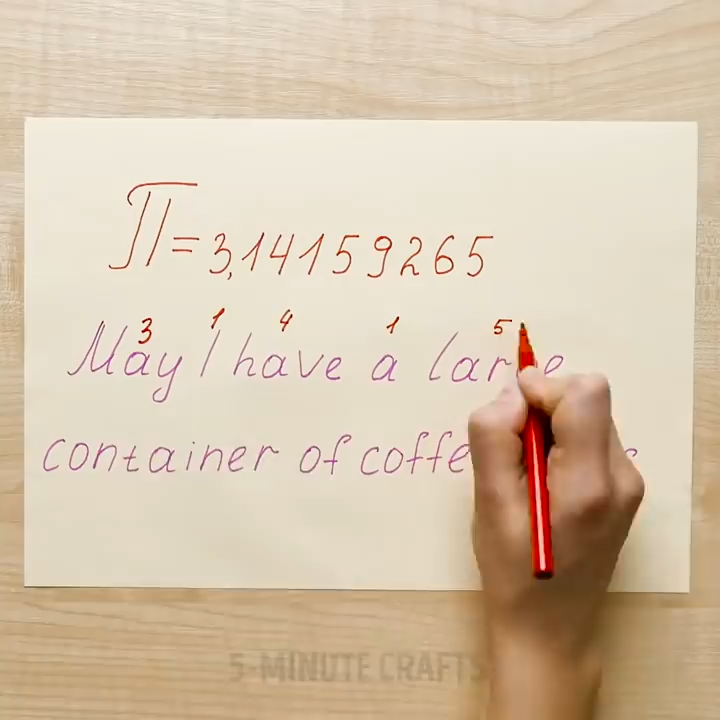 П=3,14159265
3 1 4 1 5
May I have a
container of
5-MINUTE CRAFTS